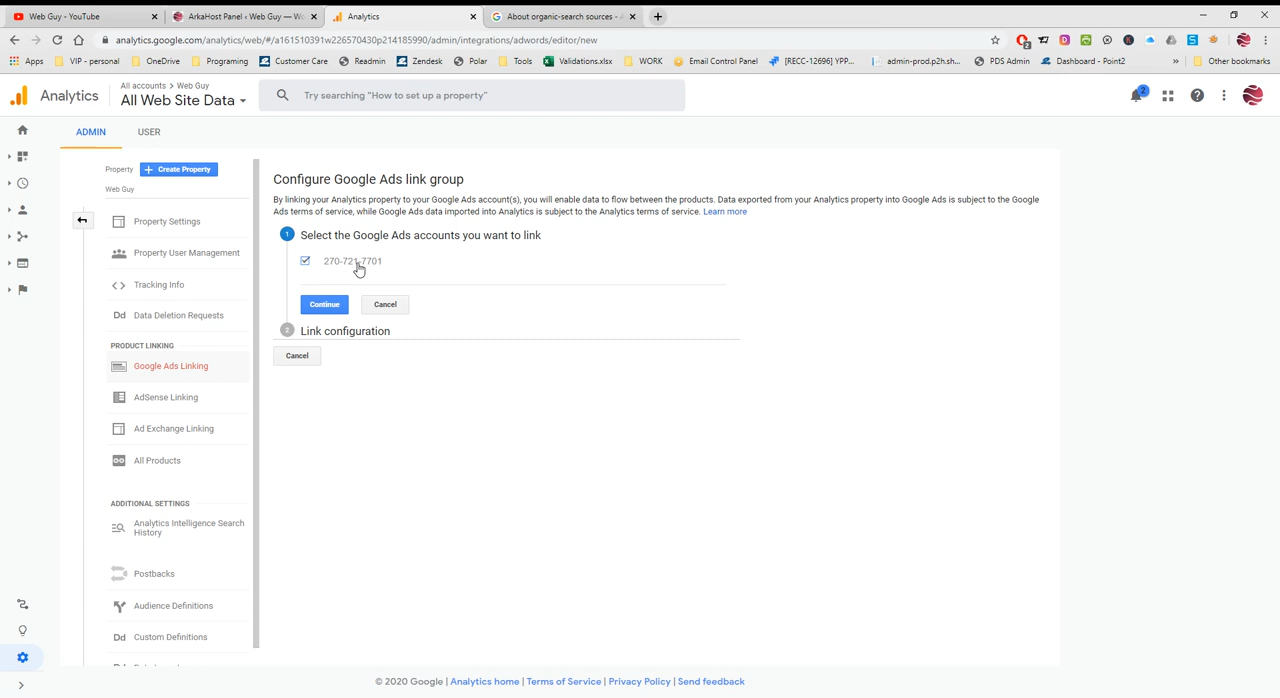 Web Guy - YouTube
ArkaHost Panel ‹ Web Guy — Wo
Analytics
About organic-search sources - A
analytics.google.com/analytics/web/#/a161510391w226570430p214185990/admin/integrations/adwords/editor/new
Apps VIP - personal OneDrive Programing Customer Care Readmin Zendesk Polar Tools Validations.xlsx WORK Email Control Panel [RECC-12696] YPP... admin-prod.p2h.sh... PDS Admin Dashboard - Point2 » Other bookmarks
Analytics
All accounts > Web Guy
All Web Site Data
Try searching "How to set up a property"
2
ADMIN USER
Property + Create Property
Web Guy
Property Settings
Property User Management
Tracking Info
Dd Data Deletion Requests
PRODUCT LINKING
Google Ads Linking
AdSense Linking
Ad Exchange Linking
All Products
ADDITIONAL SETTINGS
Analytics Intelligence Search
History
Postbacks
Audience Definitions
Dd Custom Definitions
Configure Google Ads link group
By linking your Analytics property to your Google Ads account(s), you will enable data to flow between the products. Data exported from your Analytics property into Google Ads is subject to the Google
Ads terms of service, while Google Ads data imported into Analytics is subject to the Analytics terms of service. Learn more
1 Select the Google Ads accounts you want to link
270-721-7701
Continue Cancel
2 Link configuration
Cancel
© 2020 Google | Analytics home | Terms of Service | Privacy Policy | Send feedback